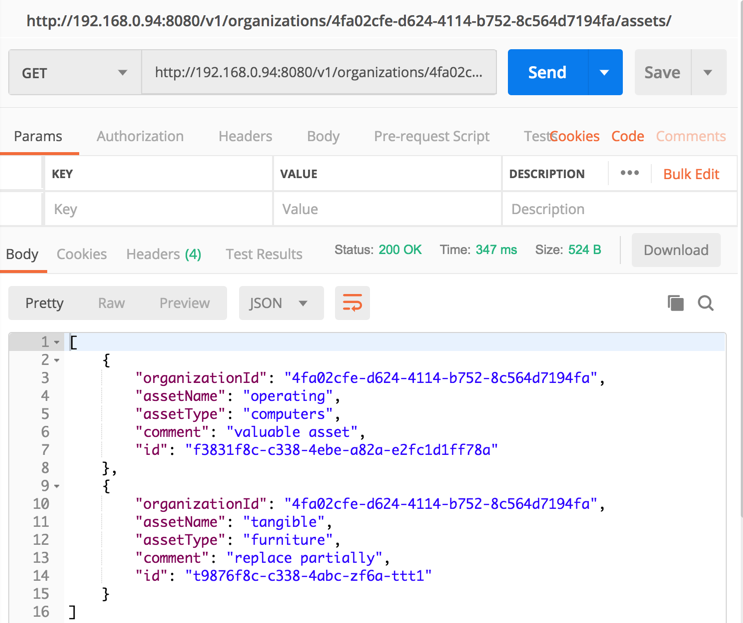 http://192.168.0.94:8080/v1/organizations/4fa02cfe-d624-4114-b752-8c564d7194fa/assets/
GET http://192.168.0.94:8080/v1/organizations/4fa02c... Send Save
Params Authorization Headers Body Pre-request Script Tests Cookies Code Comments
KEY VALUE DESCRIPTION ••• Bulk Edit
Key Value Description
Body Cookies Headers (4) Test Results Status: 200 OK Time: 347 ms Size: 524 B Download
Pretty Raw Preview JSON
1 [
2 {
3 "organizationId": "4fa02cfe-d624-4114-b752-8c564d7194fa",
4 "assetName": "operating",
5 "assetType": "computers",
6 "comment": "valuable asset",
7 "id": "f3831f8c-c338-4ebe-a82a-e2fc1d1ff78a"
8 },
9 {
10 "organizationId": "4fa02cfe-d624-4114-b752-8c564d7194fa",
11 "assetName": "tangible",
12 "assetType": "furniture",
13 "comment": "replace partially",
14 "id": "t9876f8c-c338-4abc-zf6a-ttt1"
15 }
16 ]